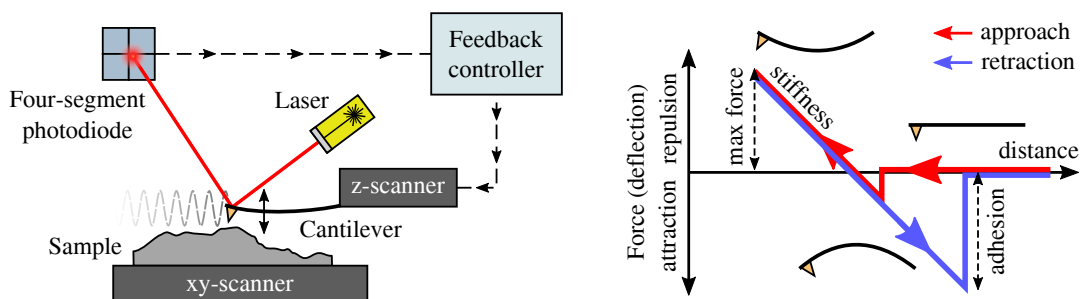 Feedback
controller
Four-segment
photodiode
Laser
z-scanner
Cantilever
Sample
xy-scanner
approach
retraction
Force (deflection)
attraction repulsion
max force
stiffness
distance
adhesion